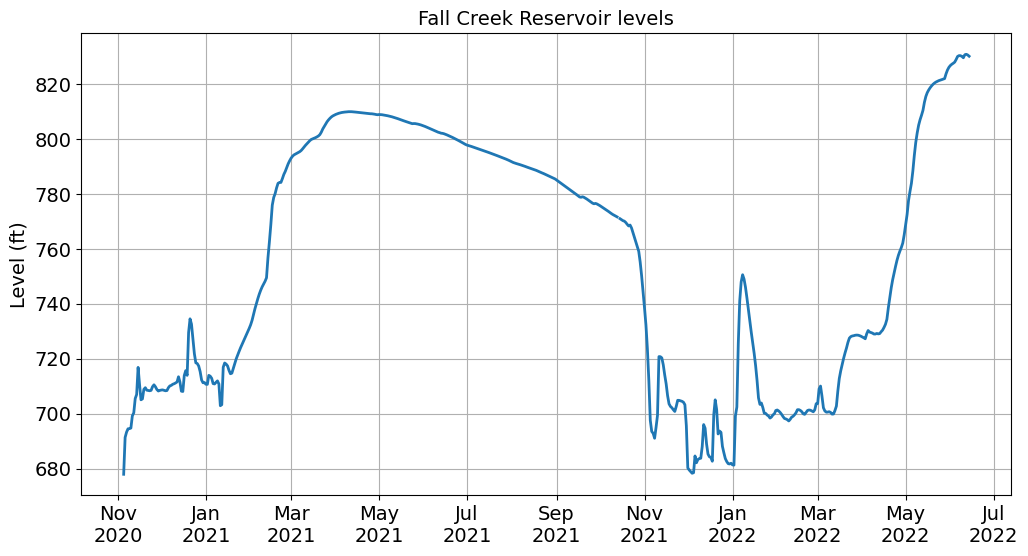 Fall Creek Reservoir levels
Level (ft)
820
800
780
760
740
720
700
680
Nov Jan Mar May Jul Sep Nov Jan Mar May Jul
2020 2021 2021 2021 2021 2021 2021 2022 2022 2022 2022